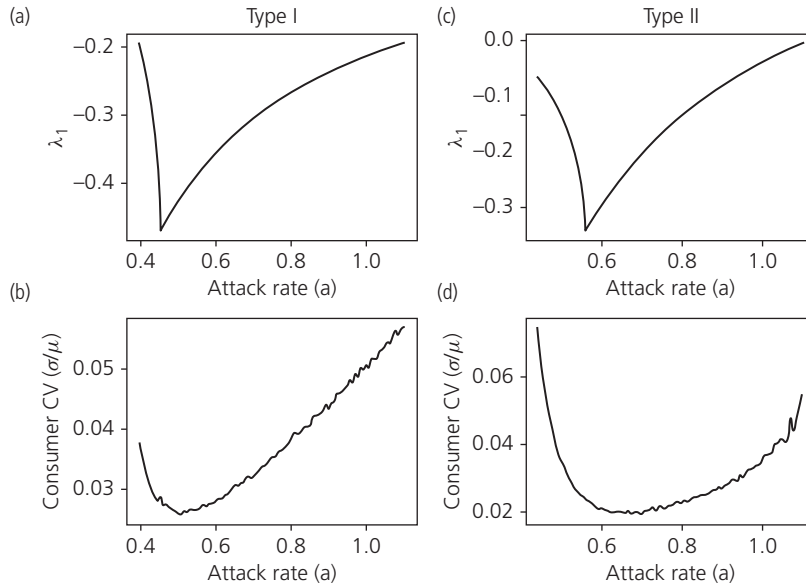 (a)
Type I
−0.2
−0.3
−0.4
λ1
0.4 0.6 0.8 1.0
Attack rate (a)
(c)
Type II
0.0
−0.1
−0.2
−0.3
λ1
0.6 0.8 1.0
Attack rate (a)
(b)
0.05
0.04
0.03
Consumer CV (σ/μ)
0.4 0.6 0.8 1.0
Attack rate (a)
(d)
0.06
0.04
0.02
Consumer CV (σ/μ)
0.6 0.8 1.0
Attack rate (a)